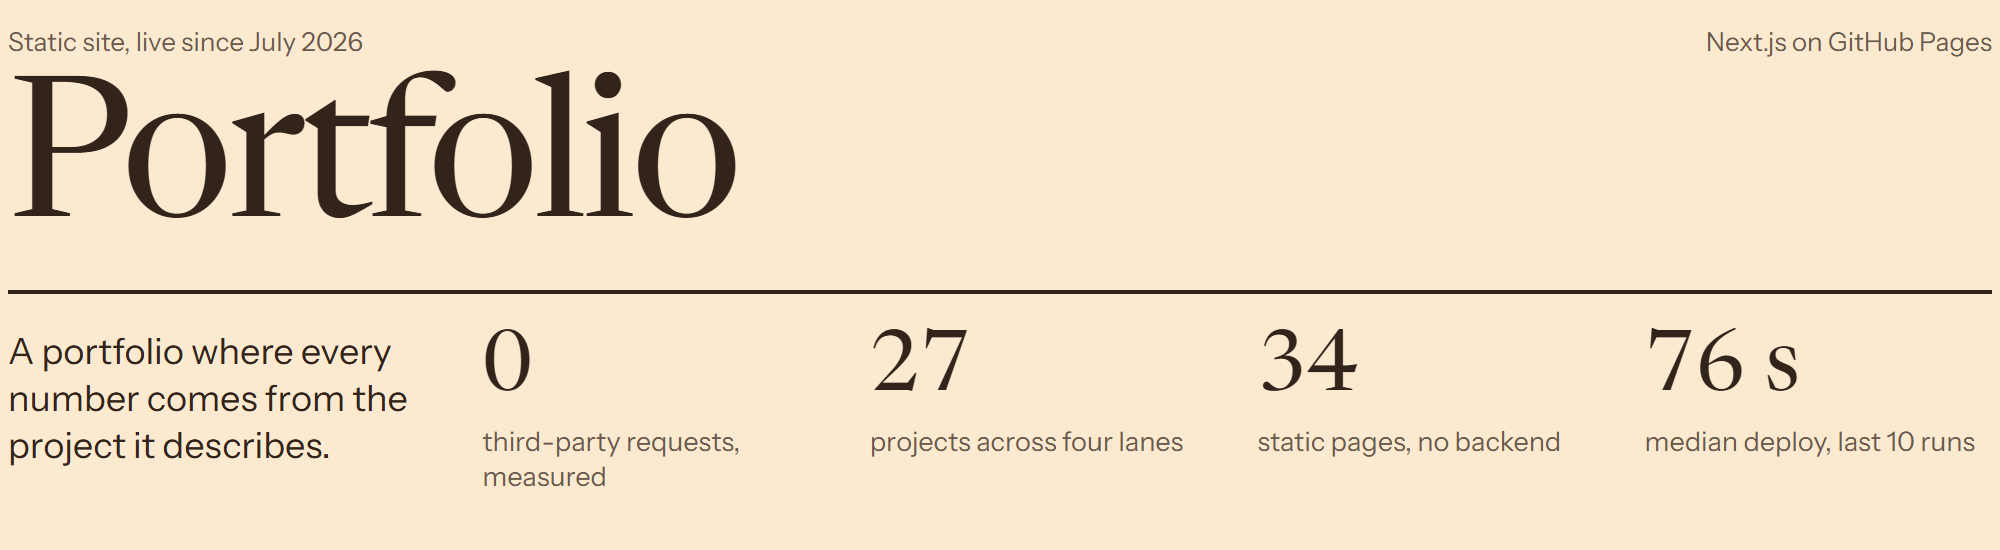 Static site, live since July 2026
Next.js on GitHub Pages
Portfolio
A portfolio where every
number comes from the
project it describes.
0
third-party requests,
measured
27
projects across four lanes
34
static pages, no backend
76 s
median deploy, last 10 runs